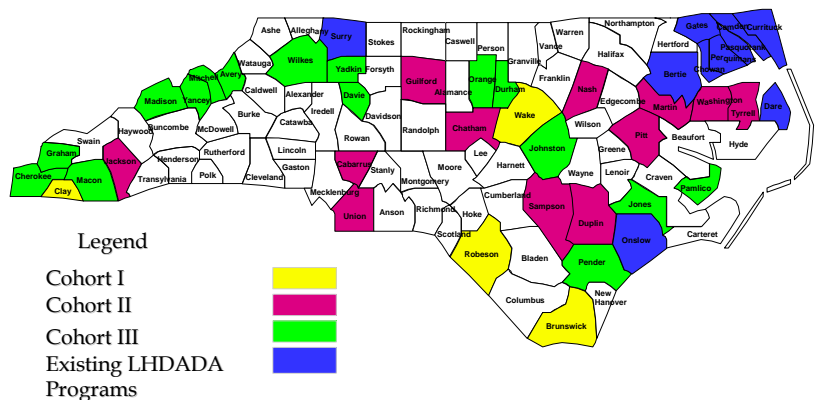 Ashe
Alleghany
Surry
Stokes
Rockingham
Caswell
Person
Granville
Vance
Warren
Northampton
Halifax
Hertford
Gates
Camden
Currituck
Pasquotank
Perquimans
Chowan
Bertie
Watauga
Wilkes
Yadkin
Forsyth
Guilford
Alamance
Orange
Durham
Franklin
Nash
Edgecombe
Martin
Washington
Tyrrell
Dare
Mitchell
Avery
Caldwell
Alexander
Davie
Iredell
Davidson
Randolph
Chatham
Wake
Wilson
Pitt
Beaufort
Hyde
Madison
Yancey
Burke
Catawba
Rowan
Johnston
Greene
Swain
Haywood
Buncombe
McDowell
Rutherford
Lincoln
Gaston
Cabarrus
Stanly
Montgomery
Moore
Lee
Harnett
Wayne
Lenoir
Craven
Pamlico
Graham
Cherokee
Macon
Clay
Jackson
Henderson
Transylvania
Polk
Cleveland
Mecklenburg
Union
Anson
Richmond
Scotland
Hoke
Cumberland
Sampson
Duplin
Jones
Onslow
Carteret
Robeson
Bladen
Pender
Columbus
New
Hanover
Brunswick
Legend
Cohort I
Cohort II
Cohort III
Existing LHDADA
Programs